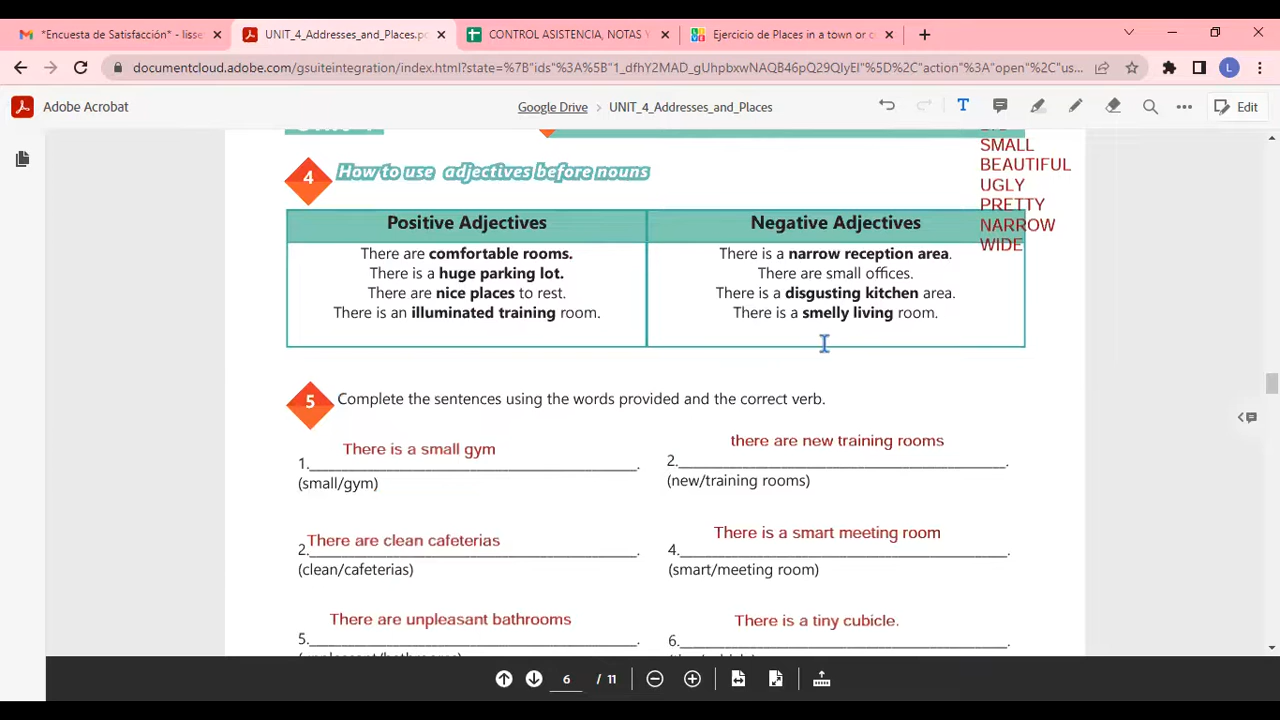 *Encuesta de Satisfacción* - lisse
UNIT_4_Addresses_and_Places.pc
CONTROL ASISTENCIA, NOTAS Y
Ejercicio de Places in a town or c
documentcloud.adobe.com/gsuiteintegration/index.html?state=%7B"ids"%3A%5B"1_dfhY2MAD_gUhpbxwNAQB46pQ29QIyEI"%5D%2C"action"%3A"open"%2C"us...
L
Adobe Acrobat
Google Drive > UNIT_4_Addresses_and_Places
Edit
SMALL
BEAUTIFUL
UGLY
PRETTY
NARROW
WIDE
4 How to use adjectives before nouns
Positive Adjectives
There are comfortable rooms.
There is a huge parking lot.
There are nice places to rest.
There is an illuminated training room.
Negative Adjectives
There is a narrow reception area.
There are small offices.
There is a disgusting kitchen area.
There is a smelly living room.
5 Complete the sentences using the words provided and the correct verb.
There is a small gym
1.
(small/gym)
there are new training rooms
2.
(new/training rooms)
There are clean cafeterias
2.
(clean/cafeterias)
There is a smart meeting room
4.
(smart/meeting room)
There are unpleasant bathrooms
5.
There is a tiny cubicle.
6.
6 / 11